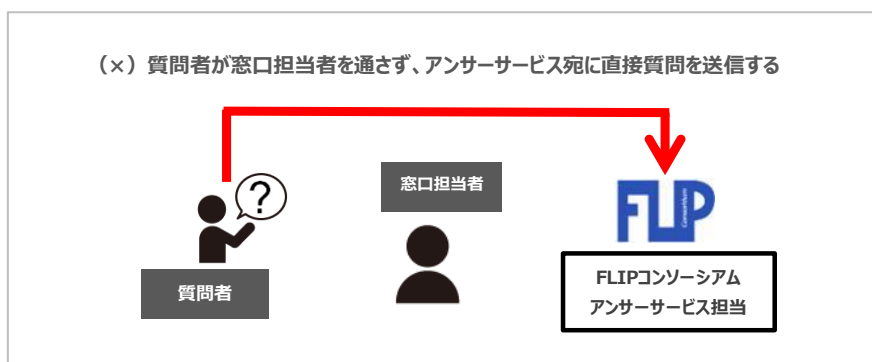 （×）質問者が窓口担当者を通さず、アンサーサービス宛に直接質問を送信する
?
窓口担当者
FLIP
Consortium
質問者
FLIPコンソーシアム
アンサーサービス担当